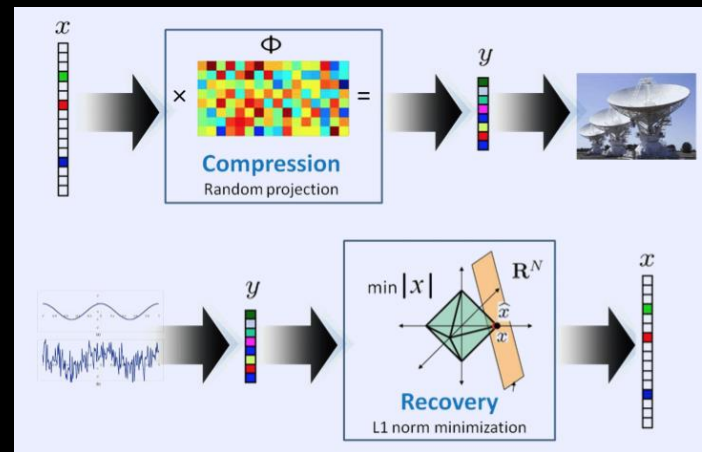 x
Φ
y
×
=
Compression
Random projection
y
min |x|
R^N
x̂
x
x
Recovery
L1 norm minimization